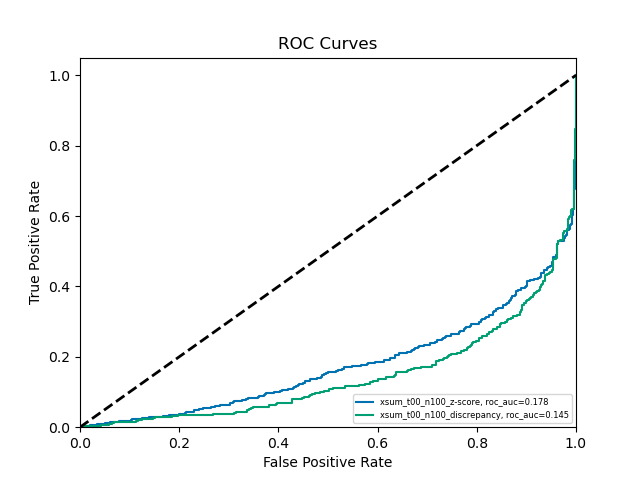 ROC Curves
True Positive Rate
1.0
0.8
0.6
0.4
0.2
0.0
xsum_t00_n100_z-score, roc_auc=0.178
xsum_t00_n100_discrepancy, roc_auc=0.145
0.0 0.2 0.4 0.6 0.8 1.0
False Positive Rate